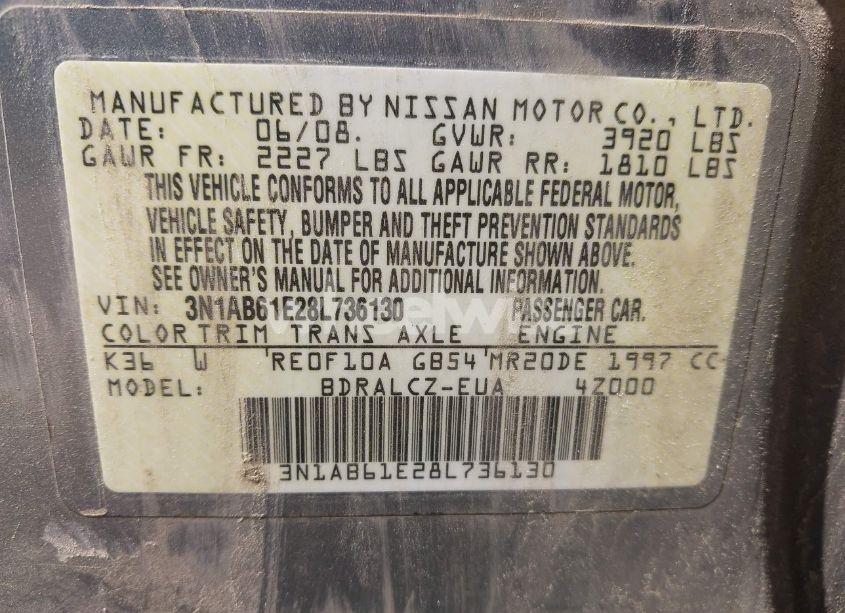 MANUFACTURED BY NISSAN MOTOR CO., LTD.
DATE: 06/08. GVWR: 3920 LBS
GAWR FR: 2227 LBS GAWR RR: 1810 LBS
THIS VEHICLE CONFORMS TO ALL APPLICABLE FEDERAL MOTOR,
VEHICLE SAFETY, BUMPER AND THEFT PREVENTION STANDARDS
IN EFFECT ON THE DATE OF MANUFACTURE SHOWN ABOVE.
SEE OWNER'S MANUAL FOR ADDITIONAL INFORMATION.
VIN: 3N1AB61E28L736130 PASSENGER CAR.
COLOR TRIM TRANS AXLE ENGINE
K36 W RE0F10A GB54 MR20DE 1997 CC
MODEL: BDRALCZ-EUA 4Z000
3N1AB61E28L736130